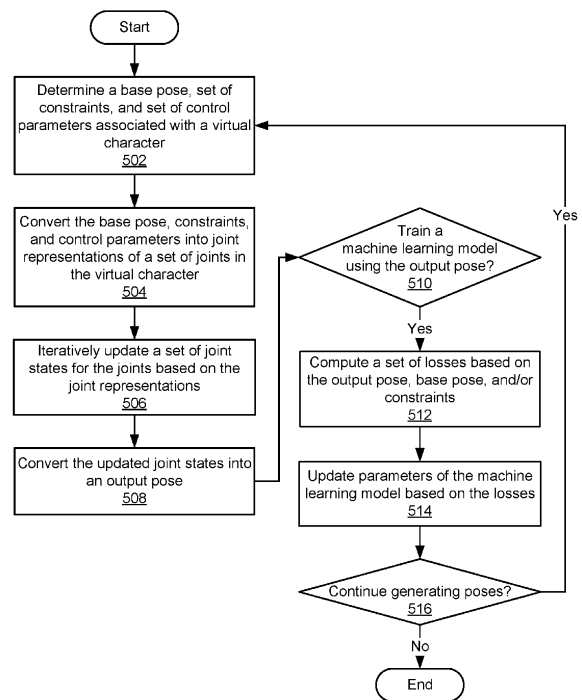 Start
Determine a base pose, set of
constraints, and set of control
parameters associated with a virtual
character
502
Convert the base pose, constraints,
and control parameters into joint
representations of a set of joints in
the virtual character
504
Iteratively update a set of joint
states for the joints based on the
joint representations
506
Convert the updated joint states into
an output pose
508
Train a
machine learning model
using the output pose?
510
Yes
Compute a set of losses based on
the output pose, base pose, and/or
constraints
512
Update parameters of the machine
learning model based on the losses
514
Continue generating poses?
516
Yes
No
End